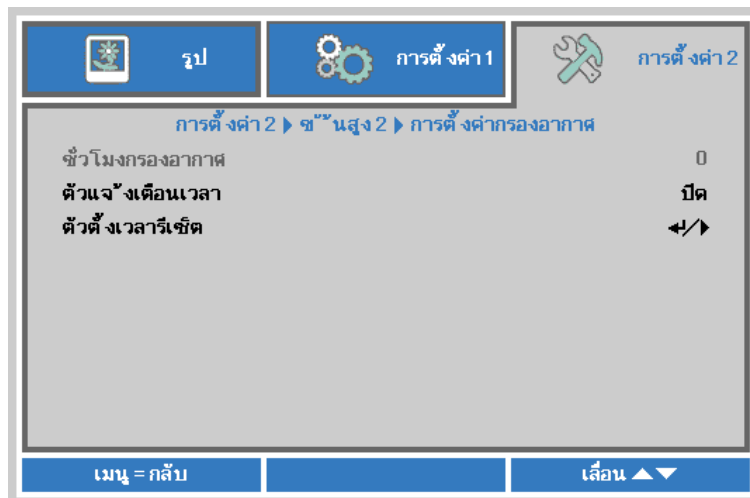 รูป
การตั้งค่า 1
การตั้งค่า 2
การตั้งค่า 2 ▶ ขั้นสูง 2 ▶ การตั้งค่ากรองอากาศ
ชั่วโมงกรองอากาศ 0
ตัวแจ้งเตือนเวลา ปิด
ตัวตั้งเวลารีเซ็ต ↵/▶
เมนู = กลับ
เลื่อน ▲▼